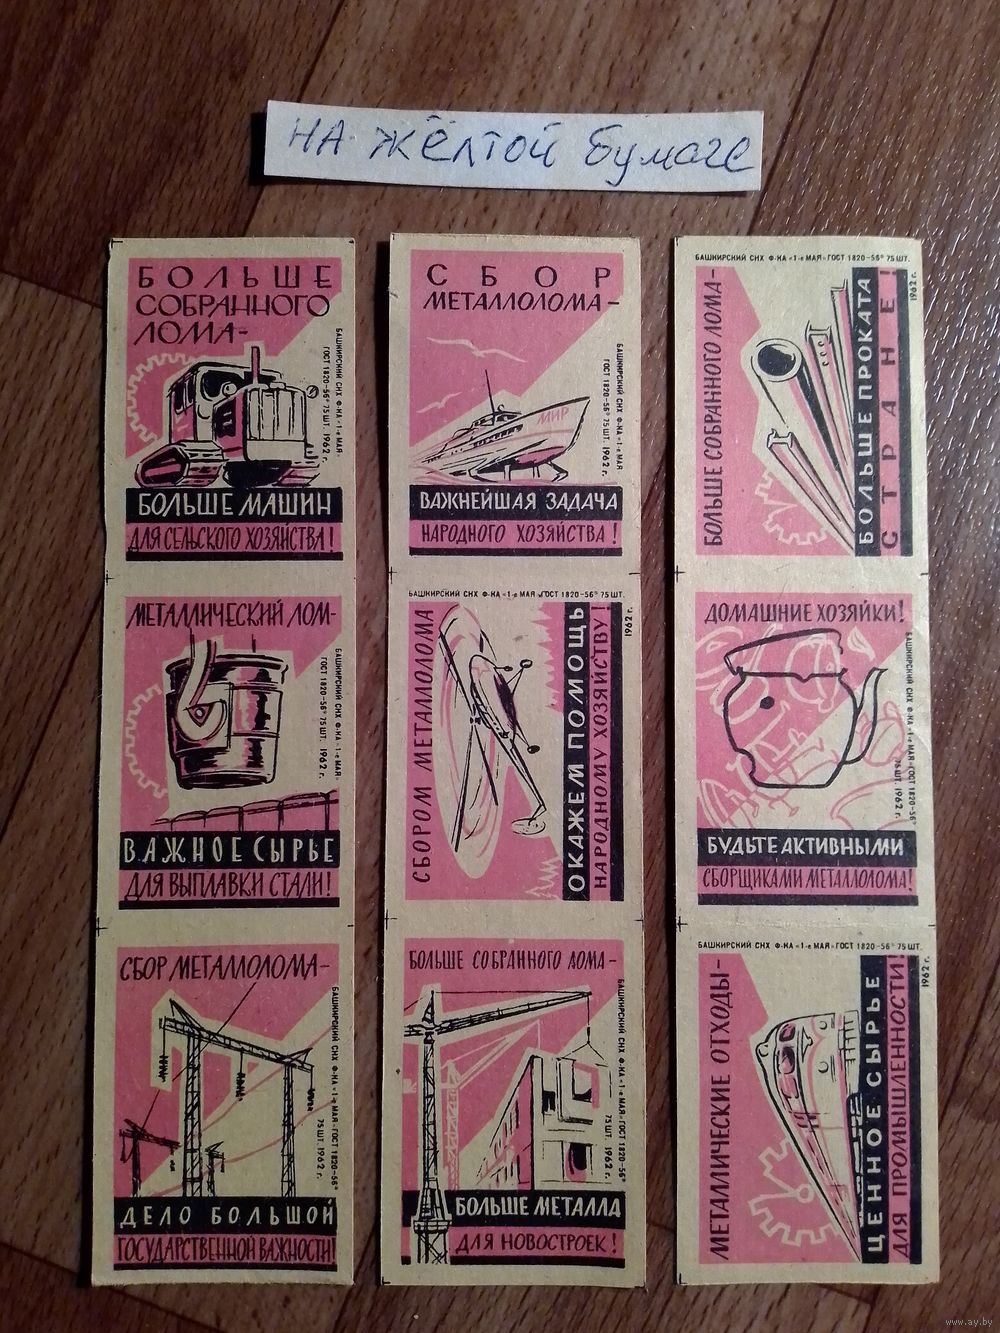 на жёлтой бумаге
БОЛЬШЕ
СОБРАННОГО
ЛОМА-
БАШКИРСКИЙ СНХ Ф-КА «1-е МАЯ»
ГОСТ 1820-56* 75 ШТ. 1962 г.
БОЛЬШЕ МАШИН
ДЛЯ СЕЛЬСКОГО ХОЗЯЙСТВА!
МЕТАЛЛИЧЕСКИЙ ЛОМ-
БАШКИРСКИЙ СНХ Ф-КА «1-е МАЯ»
ГОСТ 1820-56* 75 ШТ. 1962 г.
ВАЖНОЕ СЫРЬЕ
ДЛЯ ВЫПЛАВКИ СТАЛИ!
СБОР МЕТАЛЛОЛОМА-
БАШКИРСКИЙ СНХ Ф-КА «1-е МАЯ» ГОСТ 1820-56*
75 ШТ. 1962 г.
ДЕЛО БОЛЬШОЙ
ГОСУДАРСТВЕННОЙ ВАЖНОСТИ!
СБОР
МЕТАЛЛОЛОМА-
БАШКИРСКИЙ СНХ Ф-КА «1-е МАЯ»
ГОСТ 1820-56* 75 ШТ. 1962 г.
МИР
ВАЖНЕЙШАЯ ЗАДАЧА
НАРОДНОГО ХОЗЯЙСТВА!
БАШКИРСКИЙ СНХ Ф-КА «1-е МАЯ» ГОСТ 1820-56* 75 ШТ.
1962 г.
СБОРОМ МЕТАЛЛОЛОМА
ОКАЖЕМ ПОМОЩЬ
НАРОДНОМУ ХОЗЯЙСТВУ!
БОЛЬШЕ СОБРАННОГО ЛОМА-
БАШКИРСКИЙ СНХ Ф-КА «1-е МАЯ» ГОСТ 1820-56*
75 ШТ. 1962 г.
БОЛЬШЕ МЕТАЛЛА
ДЛЯ НОВОСТРОЕК!
БАШКИРСКИЙ СНХ Ф-КА «1-е МАЯ» ГОСТ 1820-56* 75 ШТ.
1962 г.
БОЛЬШЕ СОБРАННОГО ЛОМА-
БОЛЬШЕ ПРОКАТА
СТРАНЕ!
ДОМАШНИЕ ХОЗЯЙКИ!
БАШКИРСКИЙ СНХ Ф-КА «1-е МАЯ» ГОСТ 1820-56*
75 ШТ. 1962 г.
БУДЬТЕ АКТИВНЫМИ
СБОРЩИКАМИ МЕТАЛЛОЛОМА!
БАШКИРСКИЙ СНХ Ф-КА «1-е МАЯ» ГОСТ 1820-56* 75 ШТ.
1962 г.
МЕТАЛЛИЧЕСКИЕ ОТХОДЫ-
ЦЕННОЕ СЫРЬЕ
ДЛЯ ПРОМЫШЛЕННОСТИ!
www.ay.by